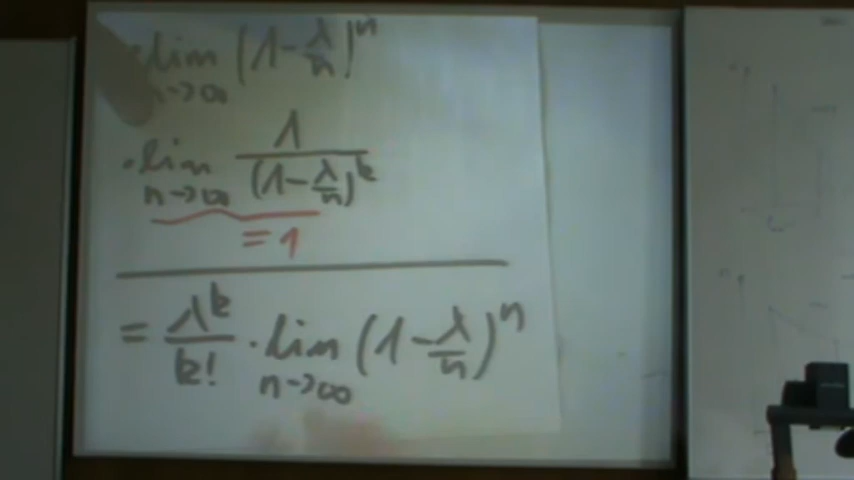 · lim n→∞ (1 - λ/n)^n
· lim n→∞ 1/(1 - λ/n)^k
= 1
= λ^k/k! · lim n→∞ (1 - λ/n)^n